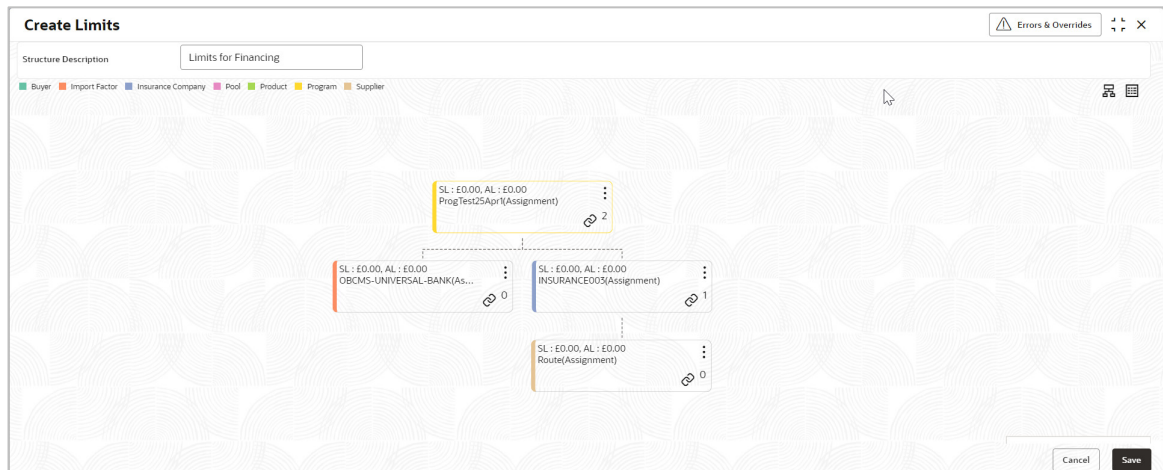 Create Limits
Errors & Overrides
Structure Description
Limits for Financing
Buyer Import Factor Insurance Company Pool Product Program Supplier
SL : £0.00, AL : £0.00
ProgTest25Apr1(Assignment)
2
SL : £0.00, AL : £0.00
OBCMS-UNIVERSAL-BANK(As...
0
SL : £0.00, AL : £0.00
INSURANCE003(Assignment)
1
SL : £0.00, AL : £0.00
Route(Assignment)
0
Cancel
Save